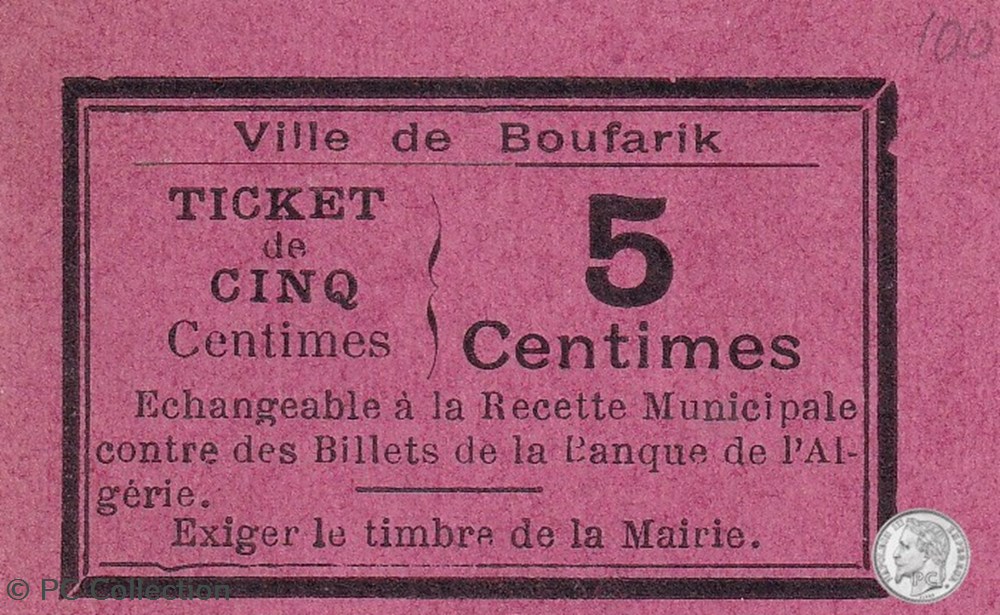 100
Ville de Boufarik
TICKET
de
CINQ
Centimes
5
Centimes
Echangeable à la Recette Municipale
contre des Billets de la Banque de l'Al-
gérie.
Exiger le timbre de la Mairie.
© PC Collection
PC